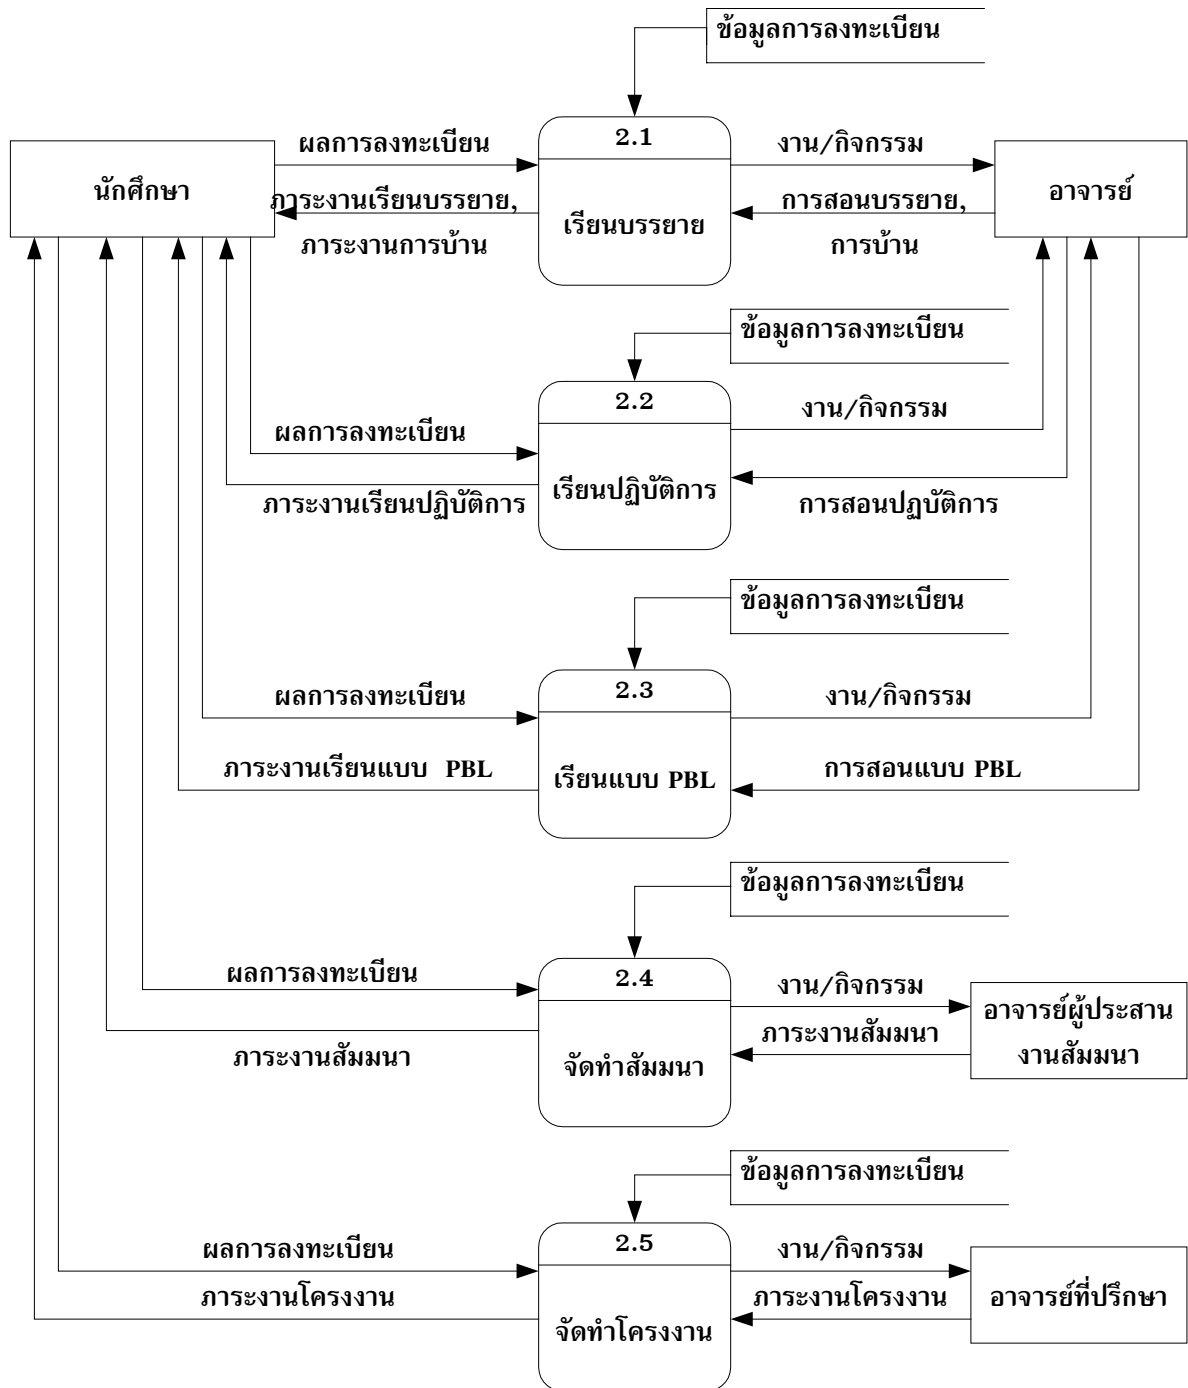 ข้อมูลการลงทะเบียน
2.1
ผลการลงทะเบียน
งาน/กิจกรรม
นักศึกษา
อาจารย์
ภาระงานเรียนบรรยาย,
ภาระงานการบ้าน
เรียนบรรยาย
การสอนบรรยาย,
การบ้าน
ข้อมูลการลงทะเบียน
2.2
ผลการลงทะเบียน
งาน/กิจกรรม
ภาระงานเรียนปฏิบัติการ
เรียนปฏิบัติการ
การสอนปฏบัติการ
ข้อมูลการลงทะเบียน
2.3
ผลการลงทะเบียน
งาน/กิจกรรม
ภาระงานเรียนแบบ PBL
เรียนแบบ PBL
การสอนแบบ PBL
ข้อมูลการลงทะเบียน
2.4
ผลการลงทะเบียน
งาน/กิจกรรม
ภาระงานสัมมนา
จัดทำสัมมนา
ภาระงานสัมมนา
อาจารย์ผู้ประสาน
งานสัมมนา
ข้อมูลการลงทะเบียน
2.5
ผลการลงทะเบียน
งาน/กิจกรรม
ภาระงานโครงงาน
จัดทำโครงงาน
ภาระงานโครงงาน
อาจารย์ที่ปรึกษา